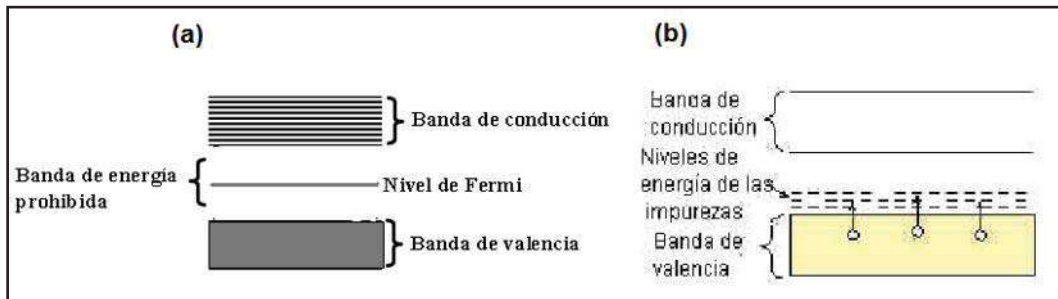 (a)
Banda de conducción
Banda de energía
prohibida
Nivel de Fermi
Banda de valencia
(b)
Banda de
conducción
Niveles de
energía de las
impurezas
Banda de
valencia